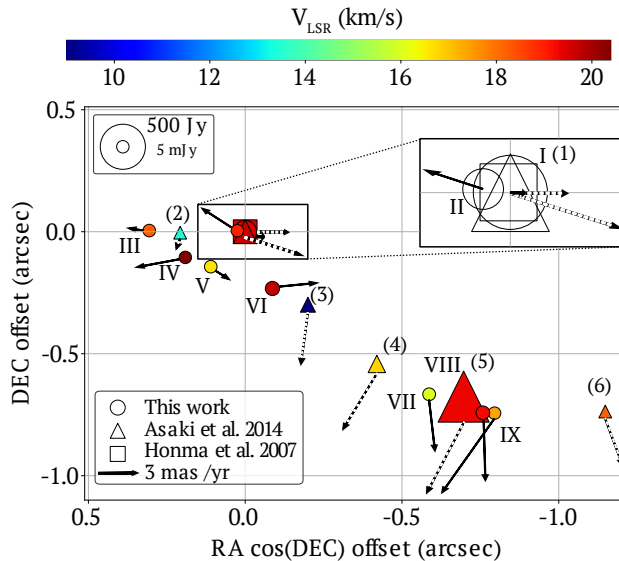 V_LSR (km/s)
10 12 14 16 18 20
0.5
0.0
-0.5
-1.0
DEC offset (arcsec)
500 Jy
5 mJy
I (1)
II
(2)
III
IV
V
VI
(3)
(4)
VIII (5)
VII
IX
(6)
This work
Asaki et al. 2014
Honma et al. 2007
3 mas /yr
0.5 0.0 -0.5 -1.0
RA cos(DEC) offset (arcsec)